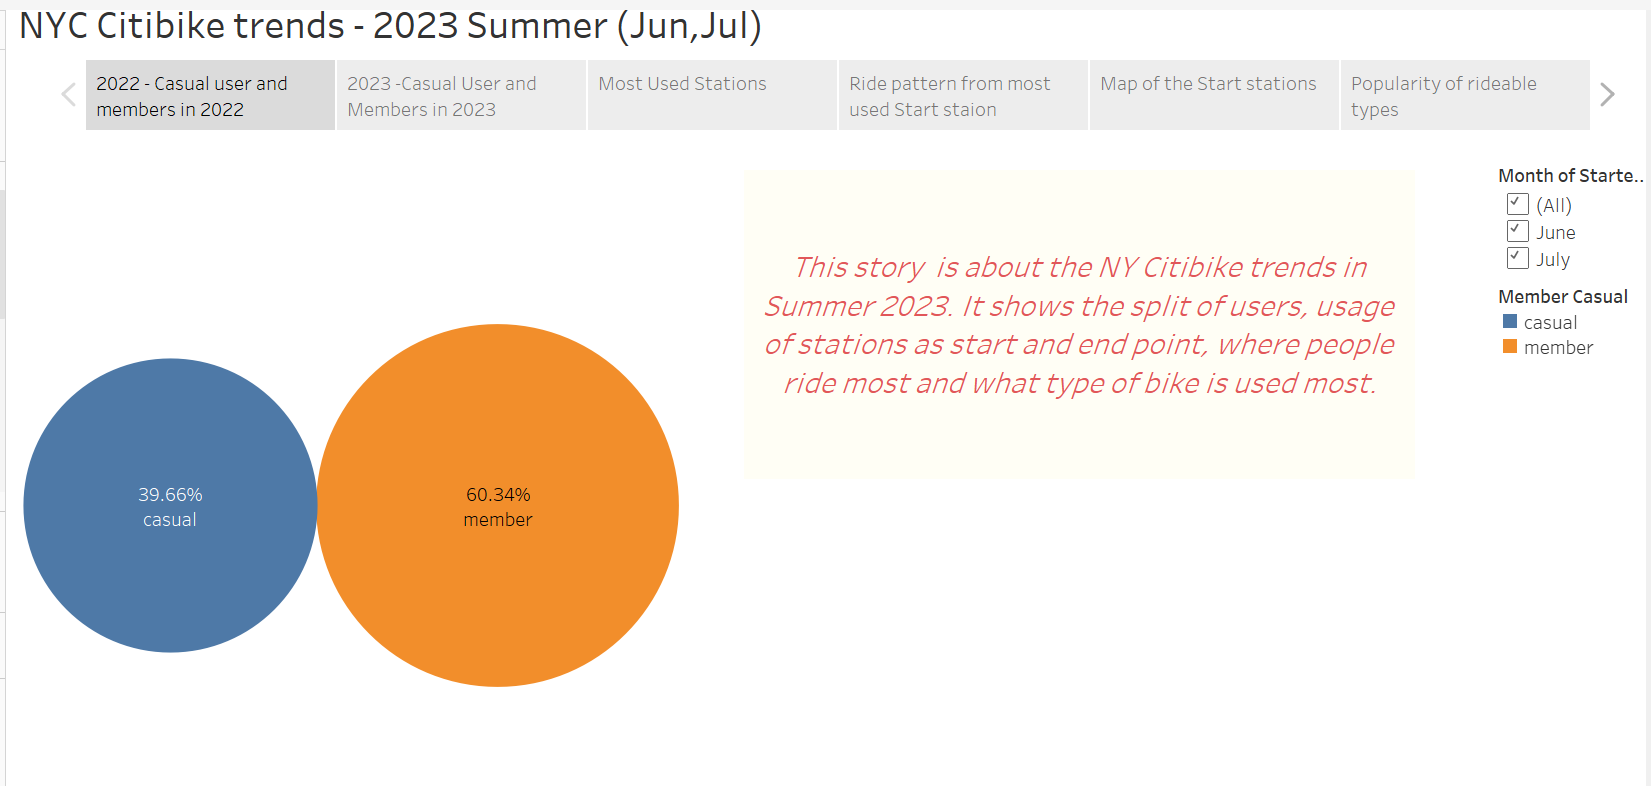 NYC Citibike trends - 2023 Summer (Jun,Jul)
2022 - Casual user and
members in 2022
2023 -Casual User and
Members in 2023
Most Used Stations
Ride pattern from most
used Start staion
Map of the Start stations
Popularity of rideable
types
This story  is about the NY Citibike trends in
Summer 2023. It shows the split of users, usage
of stations as start and end point, where people
ride most and what type of bike is used most.
Month of Starte..
(All)
June
July
Member Casual
casual
member
39.66%
casual
60.34%
member